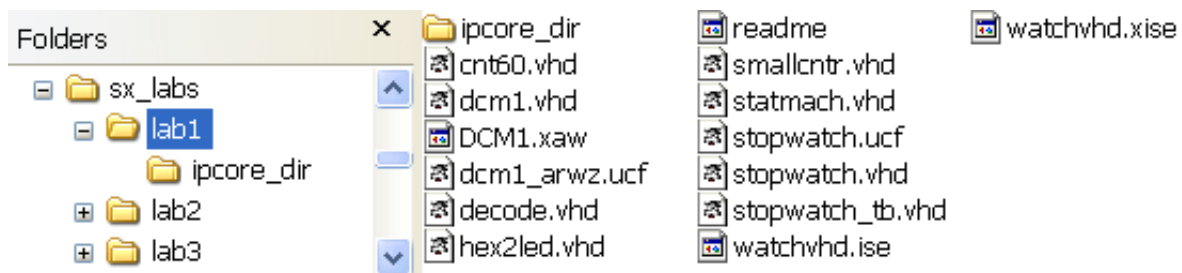 Folders
sx_labs
lab1
ipcore_dir
lab2
lab3
ipcore_dir
cnt60.vhd
dcm1.vhd
DCM1.xaw
dcm1_arwz.ucf
decode.vhd
hex2led.vhd
readme
smallcntr.vhd
statmach.vhd
stopwatch.ucf
stopwatch.vhd
stopwatch_tb.vhd
watchvhd.ise
watchvhd.xise